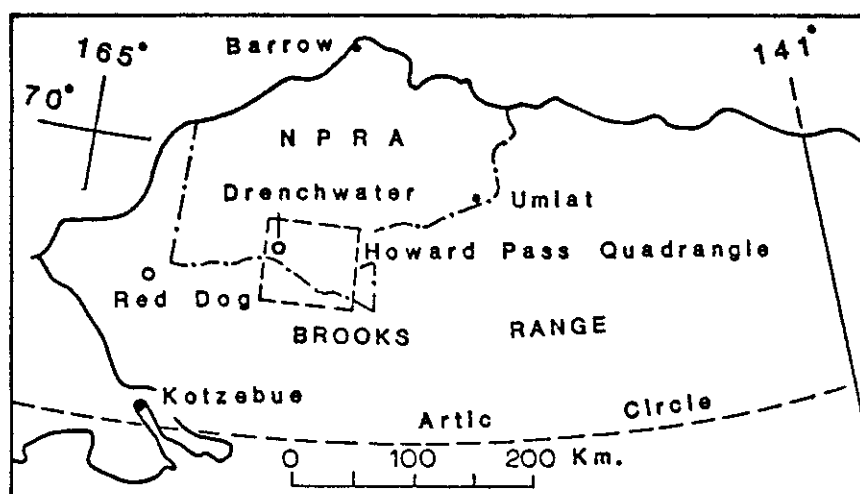 Barrow
165°
141°
70°
NPRA
Drenchwater
Umiat
Howard Pass Quadrangle
Red Dog
BROOKS RANGE
Kotzebue
Artic Circle
0 100 200 Km.